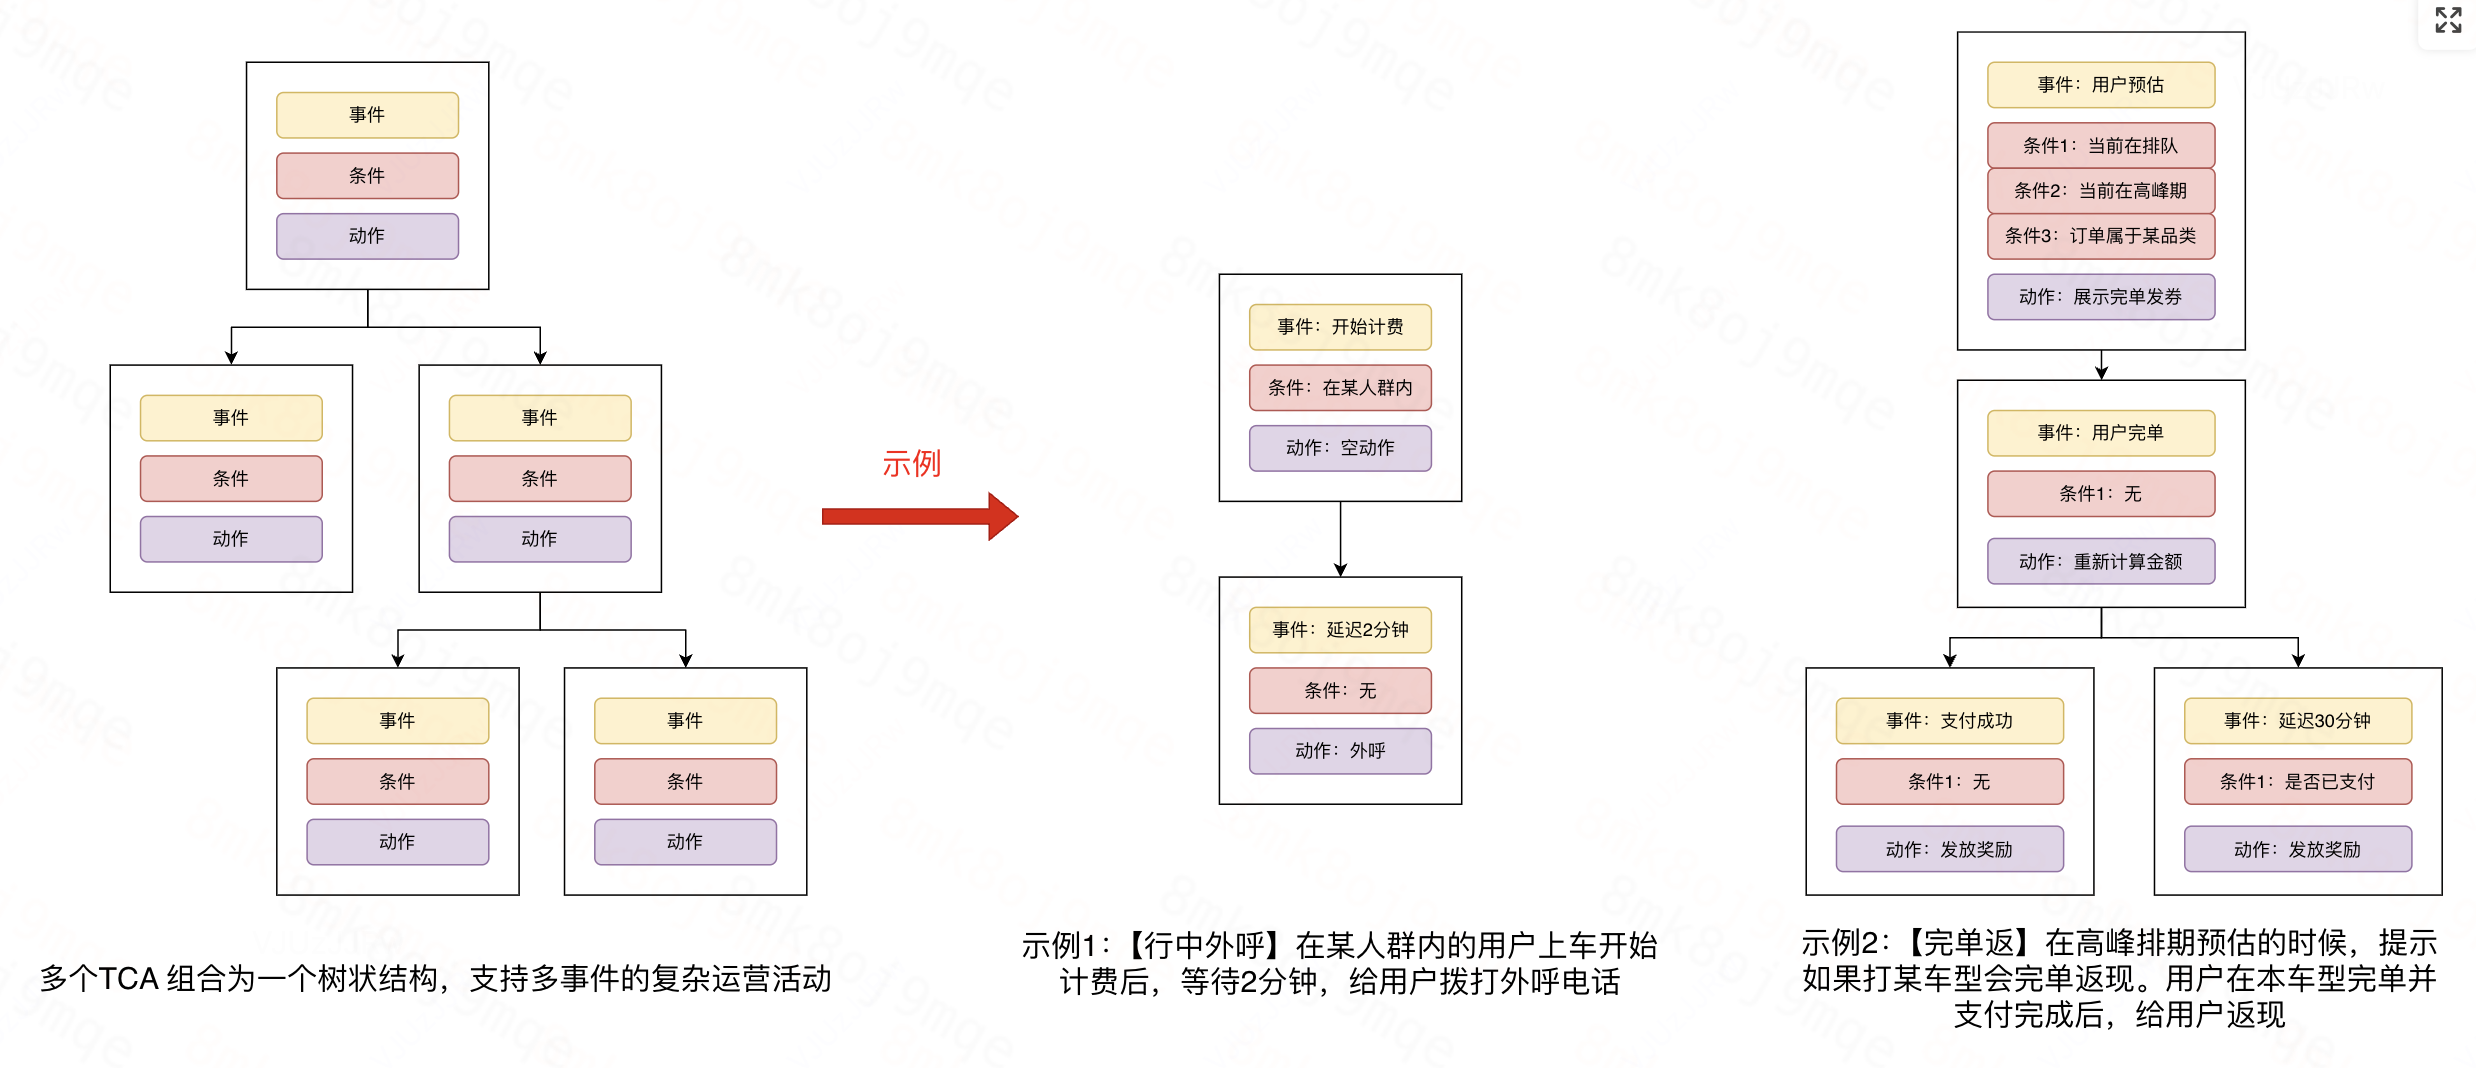 事件
条件
动作
事件
条件
动作
事件
条件
动作
事件
条件
动作
事件
条件
动作
多个TCA 组合为一个树状结构，支持多事件的复杂运营活动
示例
事件：开始计费
条件：在某人群内
动作：空动作
事件：延迟2分钟
条件：无
动作：外呼
示例1：【行中外呼】在某人群内的用户上车开始
计费后，等待2分钟，给用户拨打外呼电话
事件：用户预估
条件1：当前在排队
条件2：当前在高峰期
条件3：订单属于某品类
动作：展示完单发券
事件：用户完单
条件1：无
动作：重新计算金额
事件：支付成功
条件1：无
动作：发放奖励
事件：延迟30分钟
条件1：是否已支付
动作：发放奖励
示例2：【完单返】在高峰排期预估的时候，提示
如果打某车型会完单返现。用户在本车型完单并
支付完成后，给用户返现